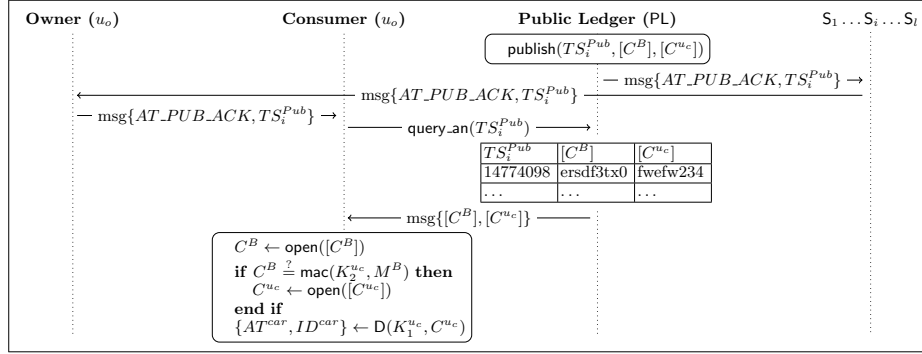 Owner (u_o) Consumer (u_o) Public Ledger (PL) S_1 ... S_i ... S_l
publish(TS_i^{Pub}, [C^B], [C^{u_c}])
msg{AT_PUB_ACK, TS_i^{Pub}}
msg{AT_PUB_ACK, TS_i^{Pub}}
msg{AT_PUB_ACK, TS_i^{Pub}}
query_an(TS_i^{Pub})
TS_i^{Pub} [C^B] [C^{u_c}]
14774098 ersdf3tx0 fwefw234
... ... ...
msg{[C^B], [C^{u_c}]}
C^B ← open([C^B])
if C^B ≟ mac(K_2^{u_c}, M^B) then
C^{u_c} ← open([C^{u_c}])
end if
{AT^{car}, ID^{car}} ← D(K_1^{u_c}, C^{u_c})